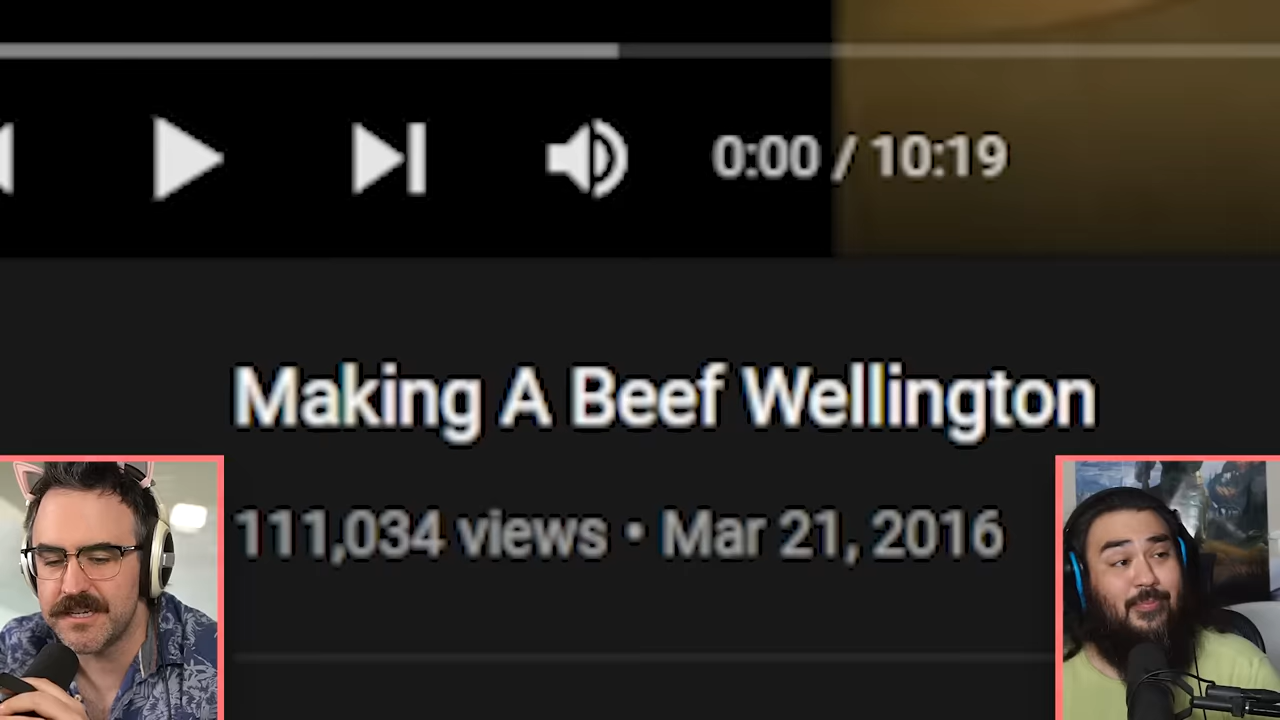 0:00 / 10:19
Making A Beef Wellington
111,034 views • Mar 21, 2016